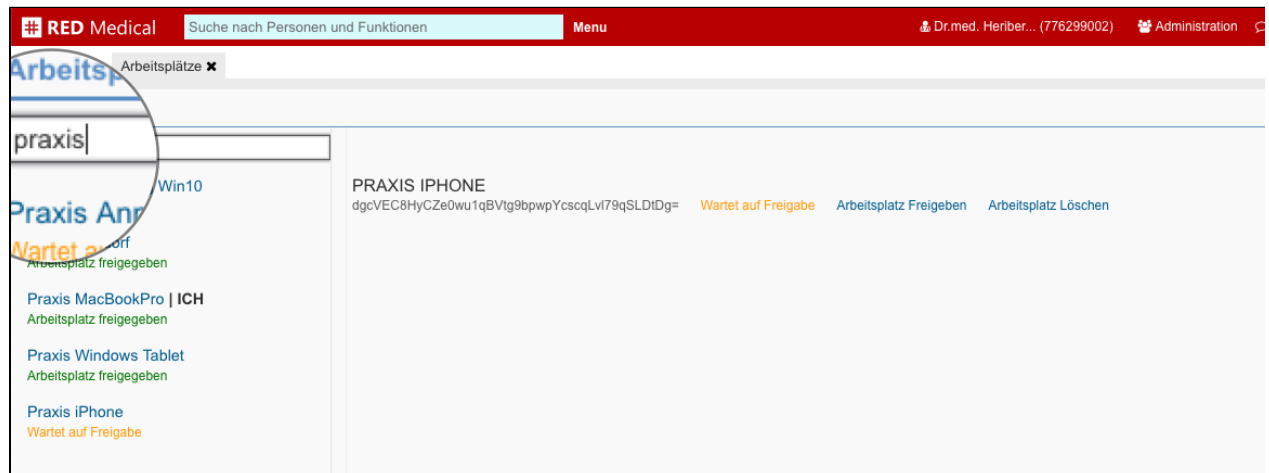 RED Medical Suche nach Personen und Funktionen Menu Dr.med. Heriber... (776299002) Administration
Arbeitsp Arbeitsplätze ✖
praxis
Win10 PRAXIS IPHONE
dgcVEC8HyCZe0wu1qBVtg9bpwpYcscqLvl79qSLDtDg= Wartet auf Freigabe Arbeitsplatz Freigeben Arbeitsplatz Löschen
Praxis
Wartet
orf
Arbeitsplatz freigegeben
Praxis MacBookPro | ICH
Arbeitsplatz freigegeben
Praxis Windows Tablet
Arbeitsplatz freigegeben
Praxis iPhone
Wartet auf Freigabe